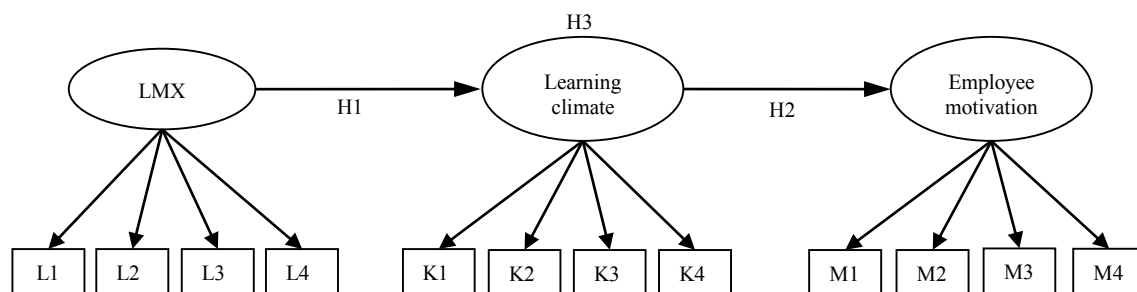 H3
LMX
Learning
climate
Employee
motivation
H1
H2
L1
L2
L3
L4
K1
K2
K3
K4
M1
M2
M3
M4